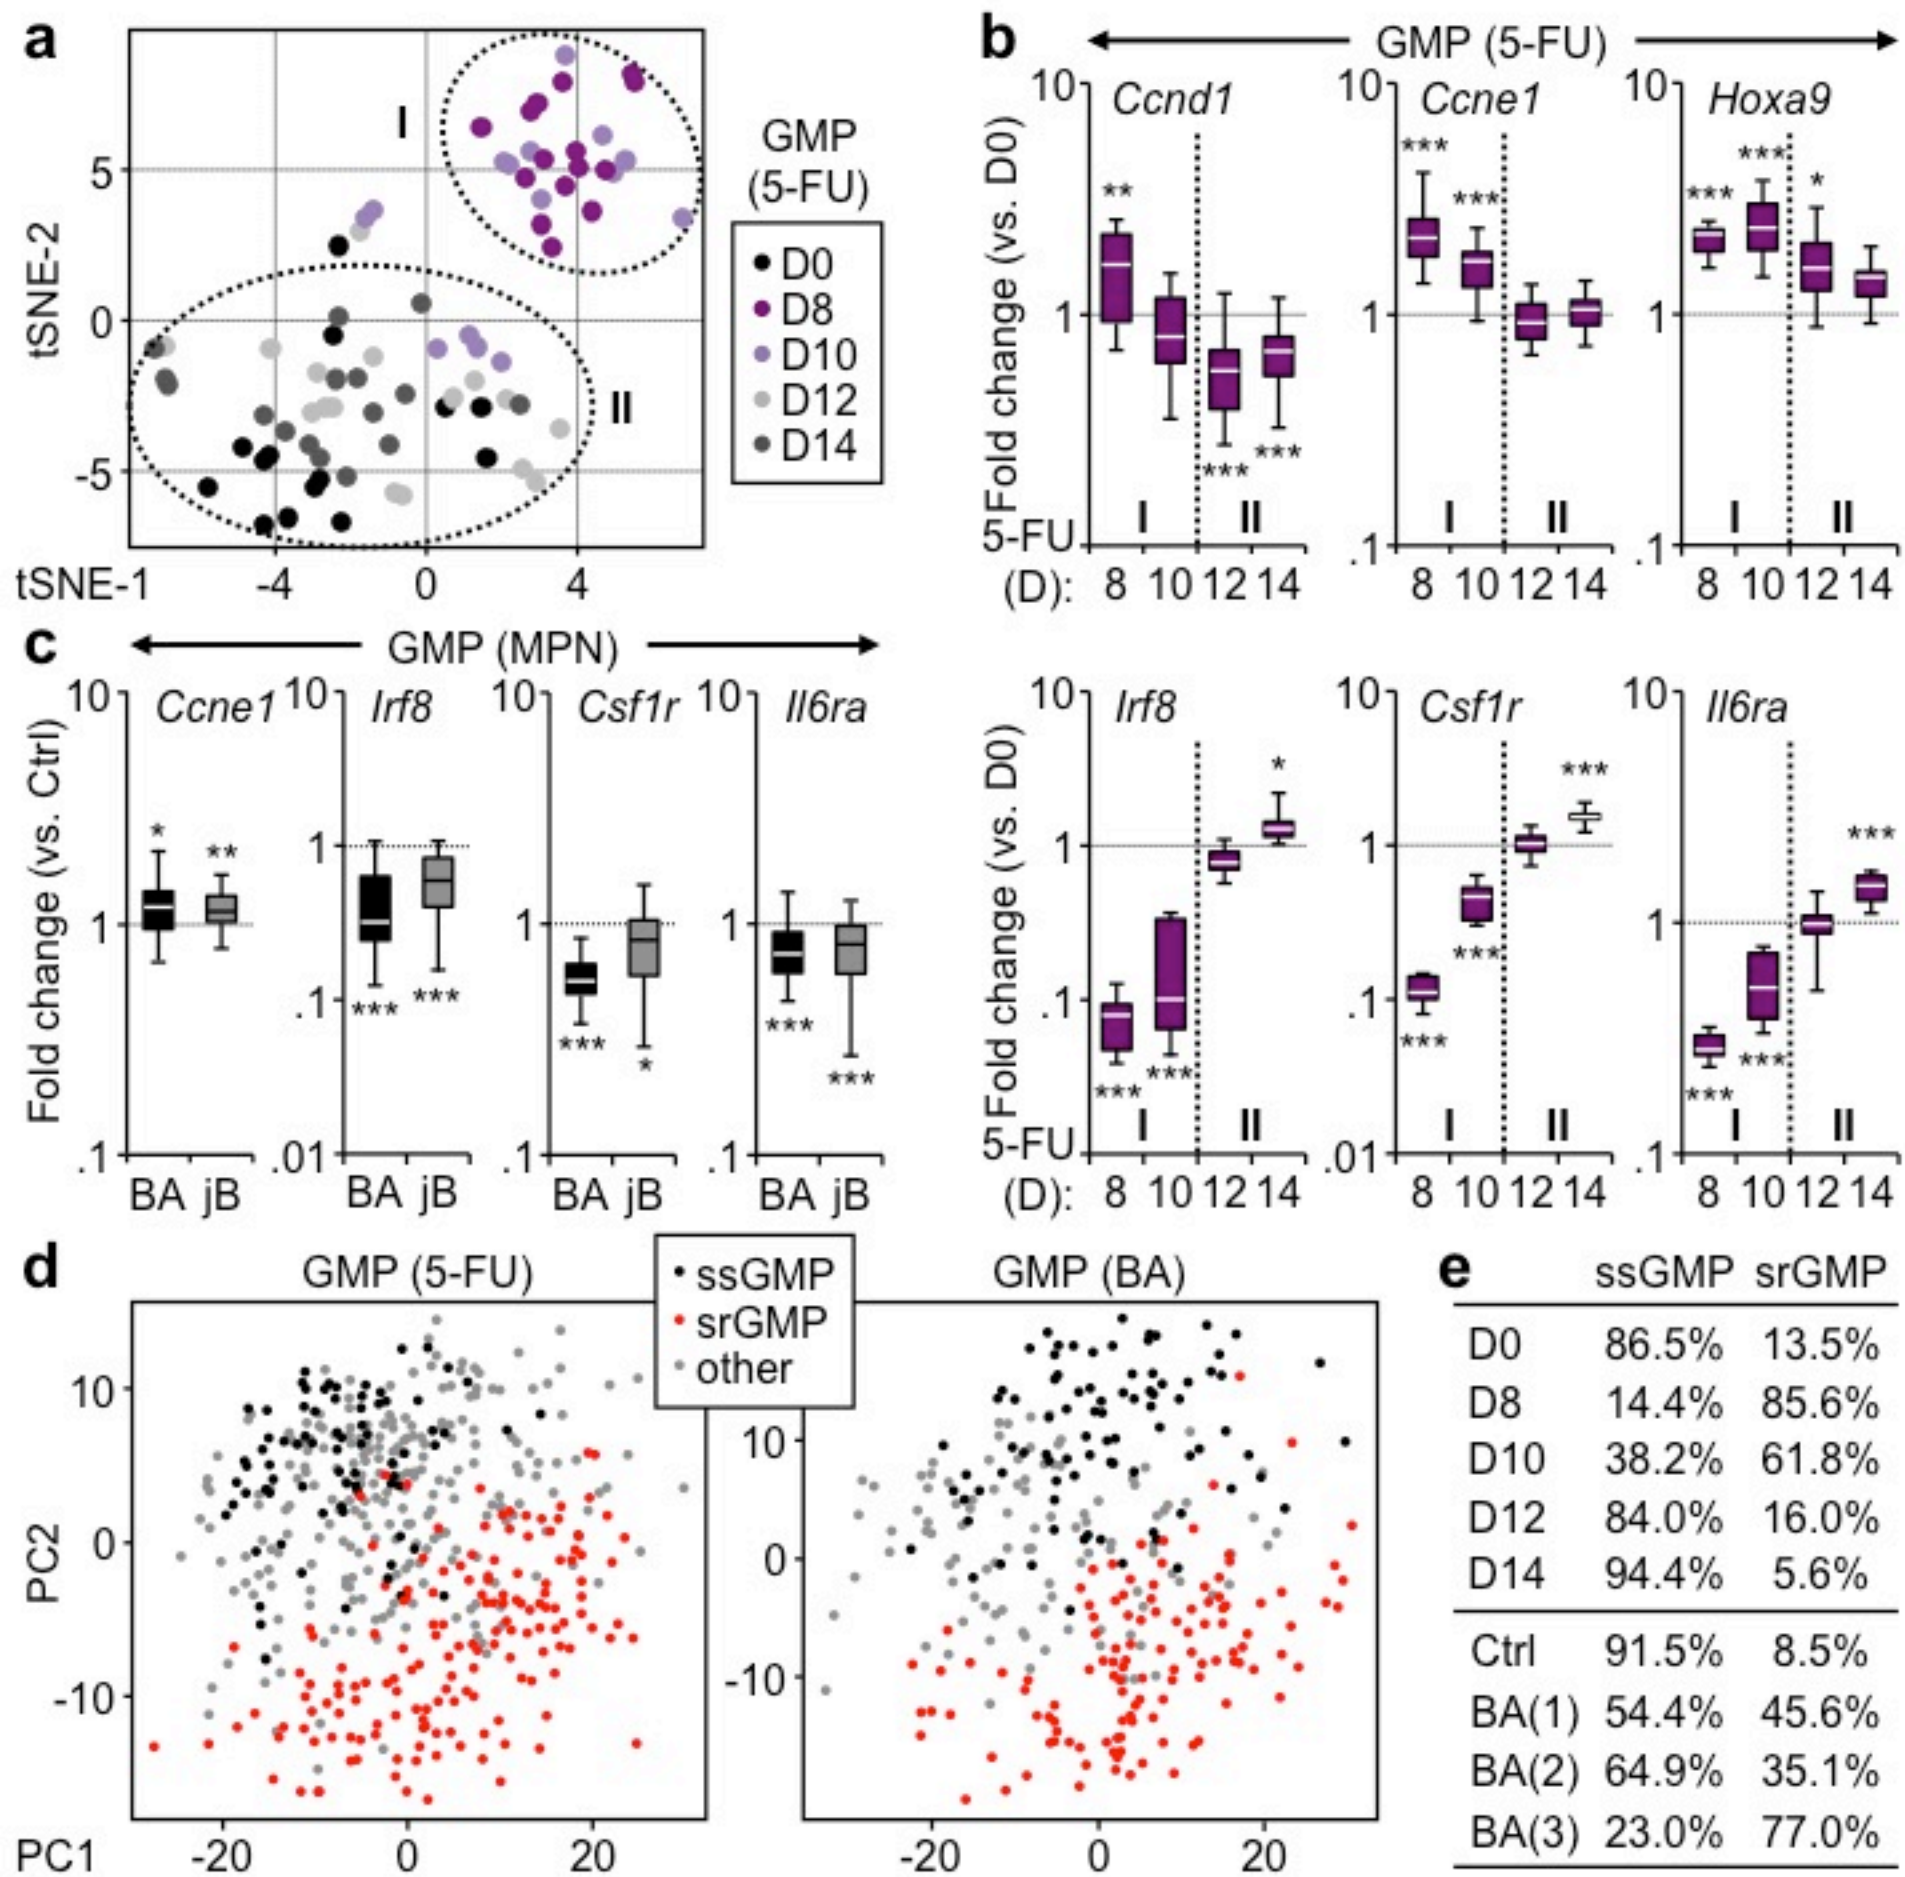 a
I
II
5
0
-5
tSNE-2
tSNE-1
-4
0
4
GMP
(5-FU)
D0
D8
D10
D12
D14
b
GMP (5-FU)
Fold change (vs. D0)
10
Ccnd1
10
Ccne1
10
Hoxa9
**
***
***
***
***
*
1
1
1
***
***
5-FU
I
II
I
II
I
II
.1
.1
(D):
8 10 12 14
8 10 12 14
8 10 12 14
c
GMP (MPN)
Fold change (vs. Ctrl)
10
Ccne1
10
Irf8
10
Csf1r
10
Il6ra
*
**
1
1
1
1
.1
***
***
***
*
***
***
.1
.01
.1
.1
BA jB
BA jB
BA jB
BA jB
Fold change (vs. D0)
10
Irf8
10
Csf1r
10
Il6ra
*
***
***
1
1
1
.1
***
***
.1
***
***
***
***
5-FU
I
II
I
II
I
II
.01
.1
(D):
8 10 12 14
8 10 12 14
8 10 12 14
d
GMP (5-FU)
ssGMP
srGMP
other
GMP (BA)
10
0
-10
PC2
10
0
-10
PC1
-20
0
20
-20
0
20
e
ssGMP srGMP
D0 86.5% 13.5%
D8 14.4% 85.6%
D10 38.2% 61.8%
D12 84.0% 16.0%
D14 94.4% 5.6%
Ctrl 91.5% 8.5%
BA(1) 54.4% 45.6%
BA(2) 64.9% 35.1%
BA(3) 23.0% 77.0%